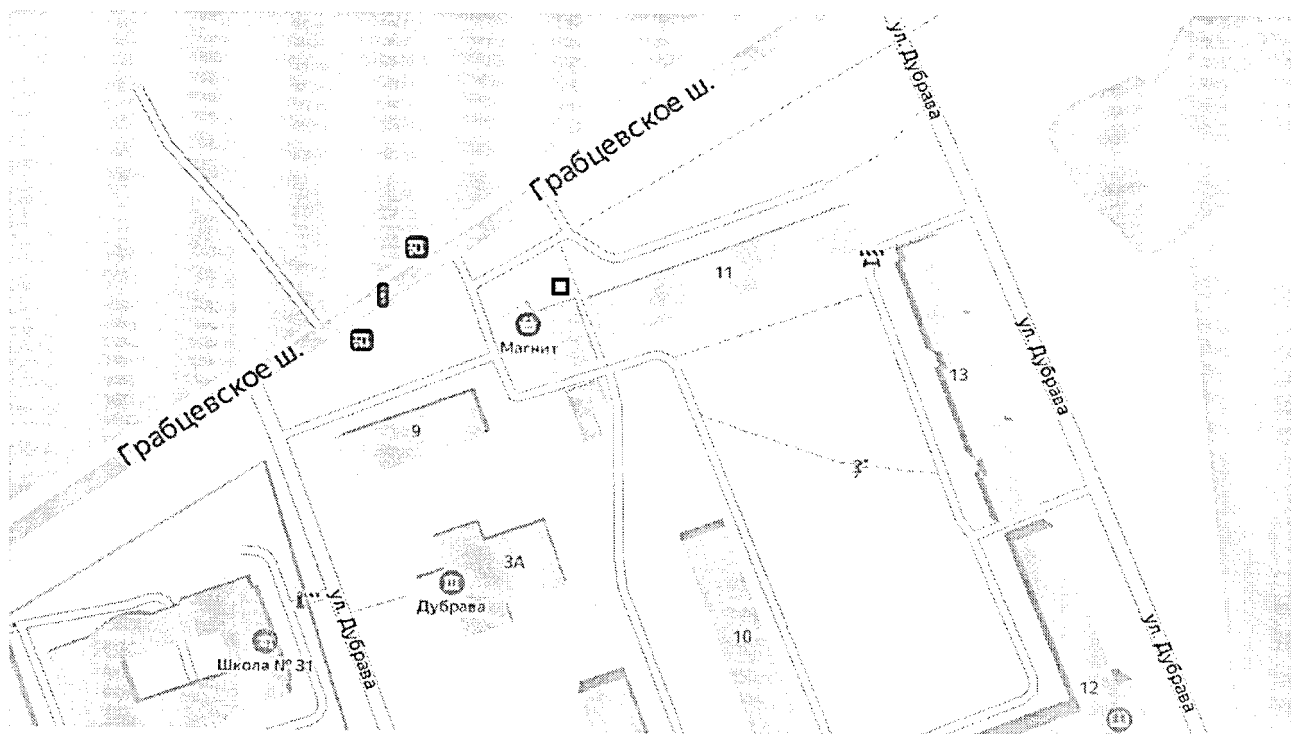 ул. Дубрава
Грабцевское ш.
11
Магнит
ул. Дубрава
13
Грабцевское ш.
9
3А
Дубрава
ул. Дубрава
10
Школа № 31
ул. Дубрава
12